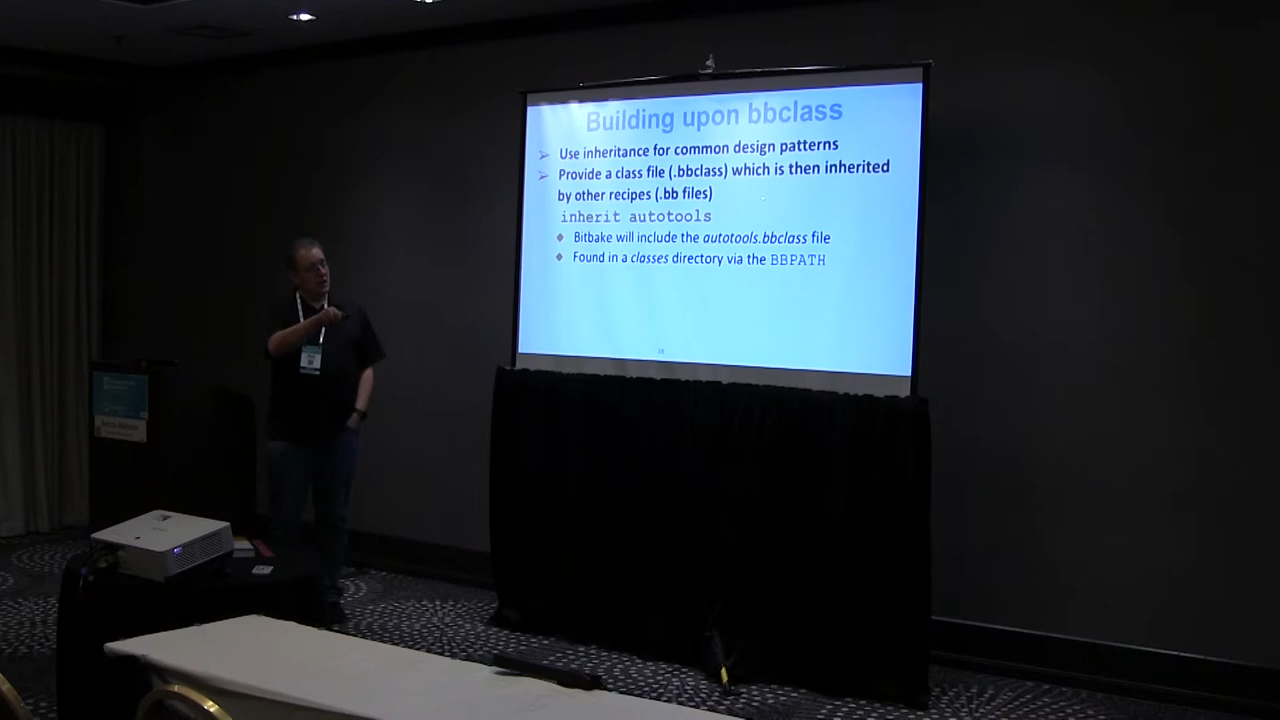 Building upon bbclass
Use inheritance for common design patterns
Provide a class file (.bbclass) which is then inherited
by other recipes (.bb files)
inherit autotools
Bitbake will include the autotools.bbclass file
Found in a classes directory via the BBPATH